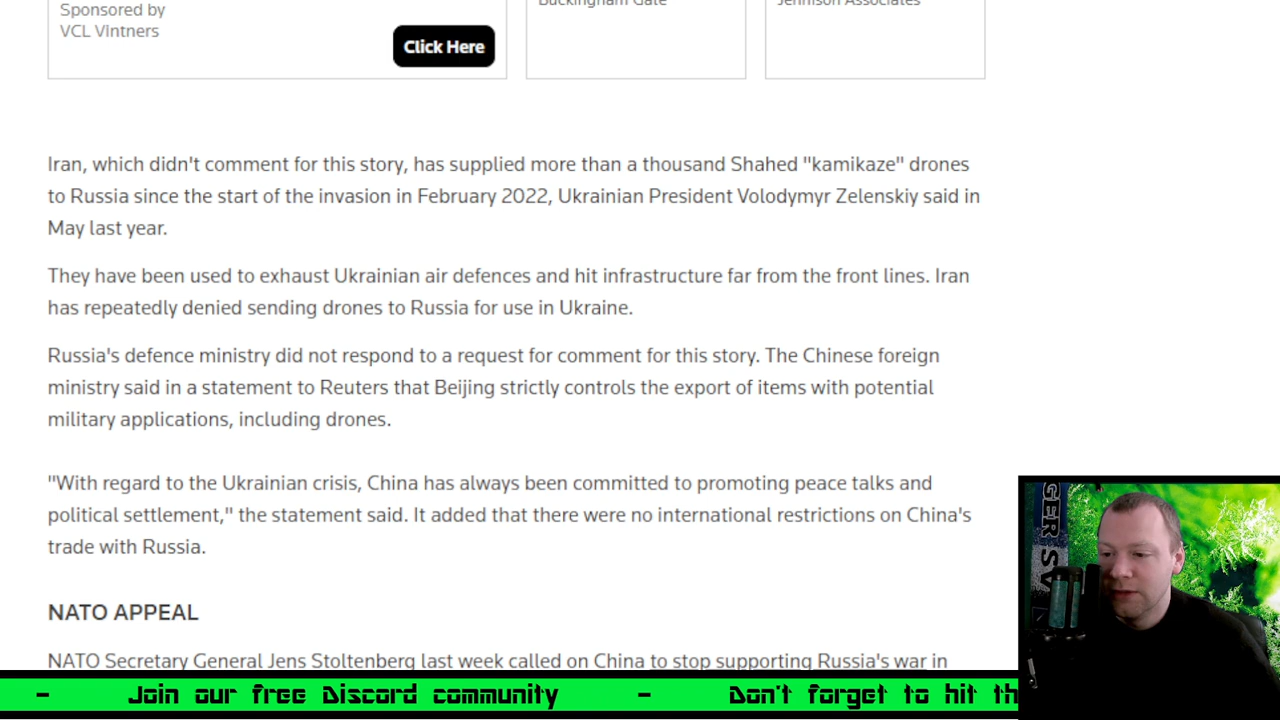 Sponsored by
VCL VIntners
Click Here
Buckingham Gate
Jennison Associates
Iran, which didn't comment for this story, has supplied more than a thousand Shahed "kamikaze" drones
to Russia since the start of the invasion in February 2022, Ukrainian President Volodymyr Zelenskiy said in
May last year.
They have been used to exhaust Ukrainian air defences and hit infrastructure far from the front lines. Iran
has repeatedly denied sending drones to Russia for use in Ukraine.
Russia's defence ministry did not respond to a request for comment for this story. The Chinese foreign
ministry said in a statement to Reuters that Beijing strictly controls the export of items with potential
military applications, including drones.
"With regard to the Ukrainian crisis, China has always been committed to promoting peace talks and
political settlement," the statement said. It added that there were no international restrictions on China's
trade with Russia.
NATO APPEAL
NATO Secretary General Jens Stoltenberg last week called on China to stop supporting Russia's war in
GER SV
- Join our free Discord community - Don't forget to hit th